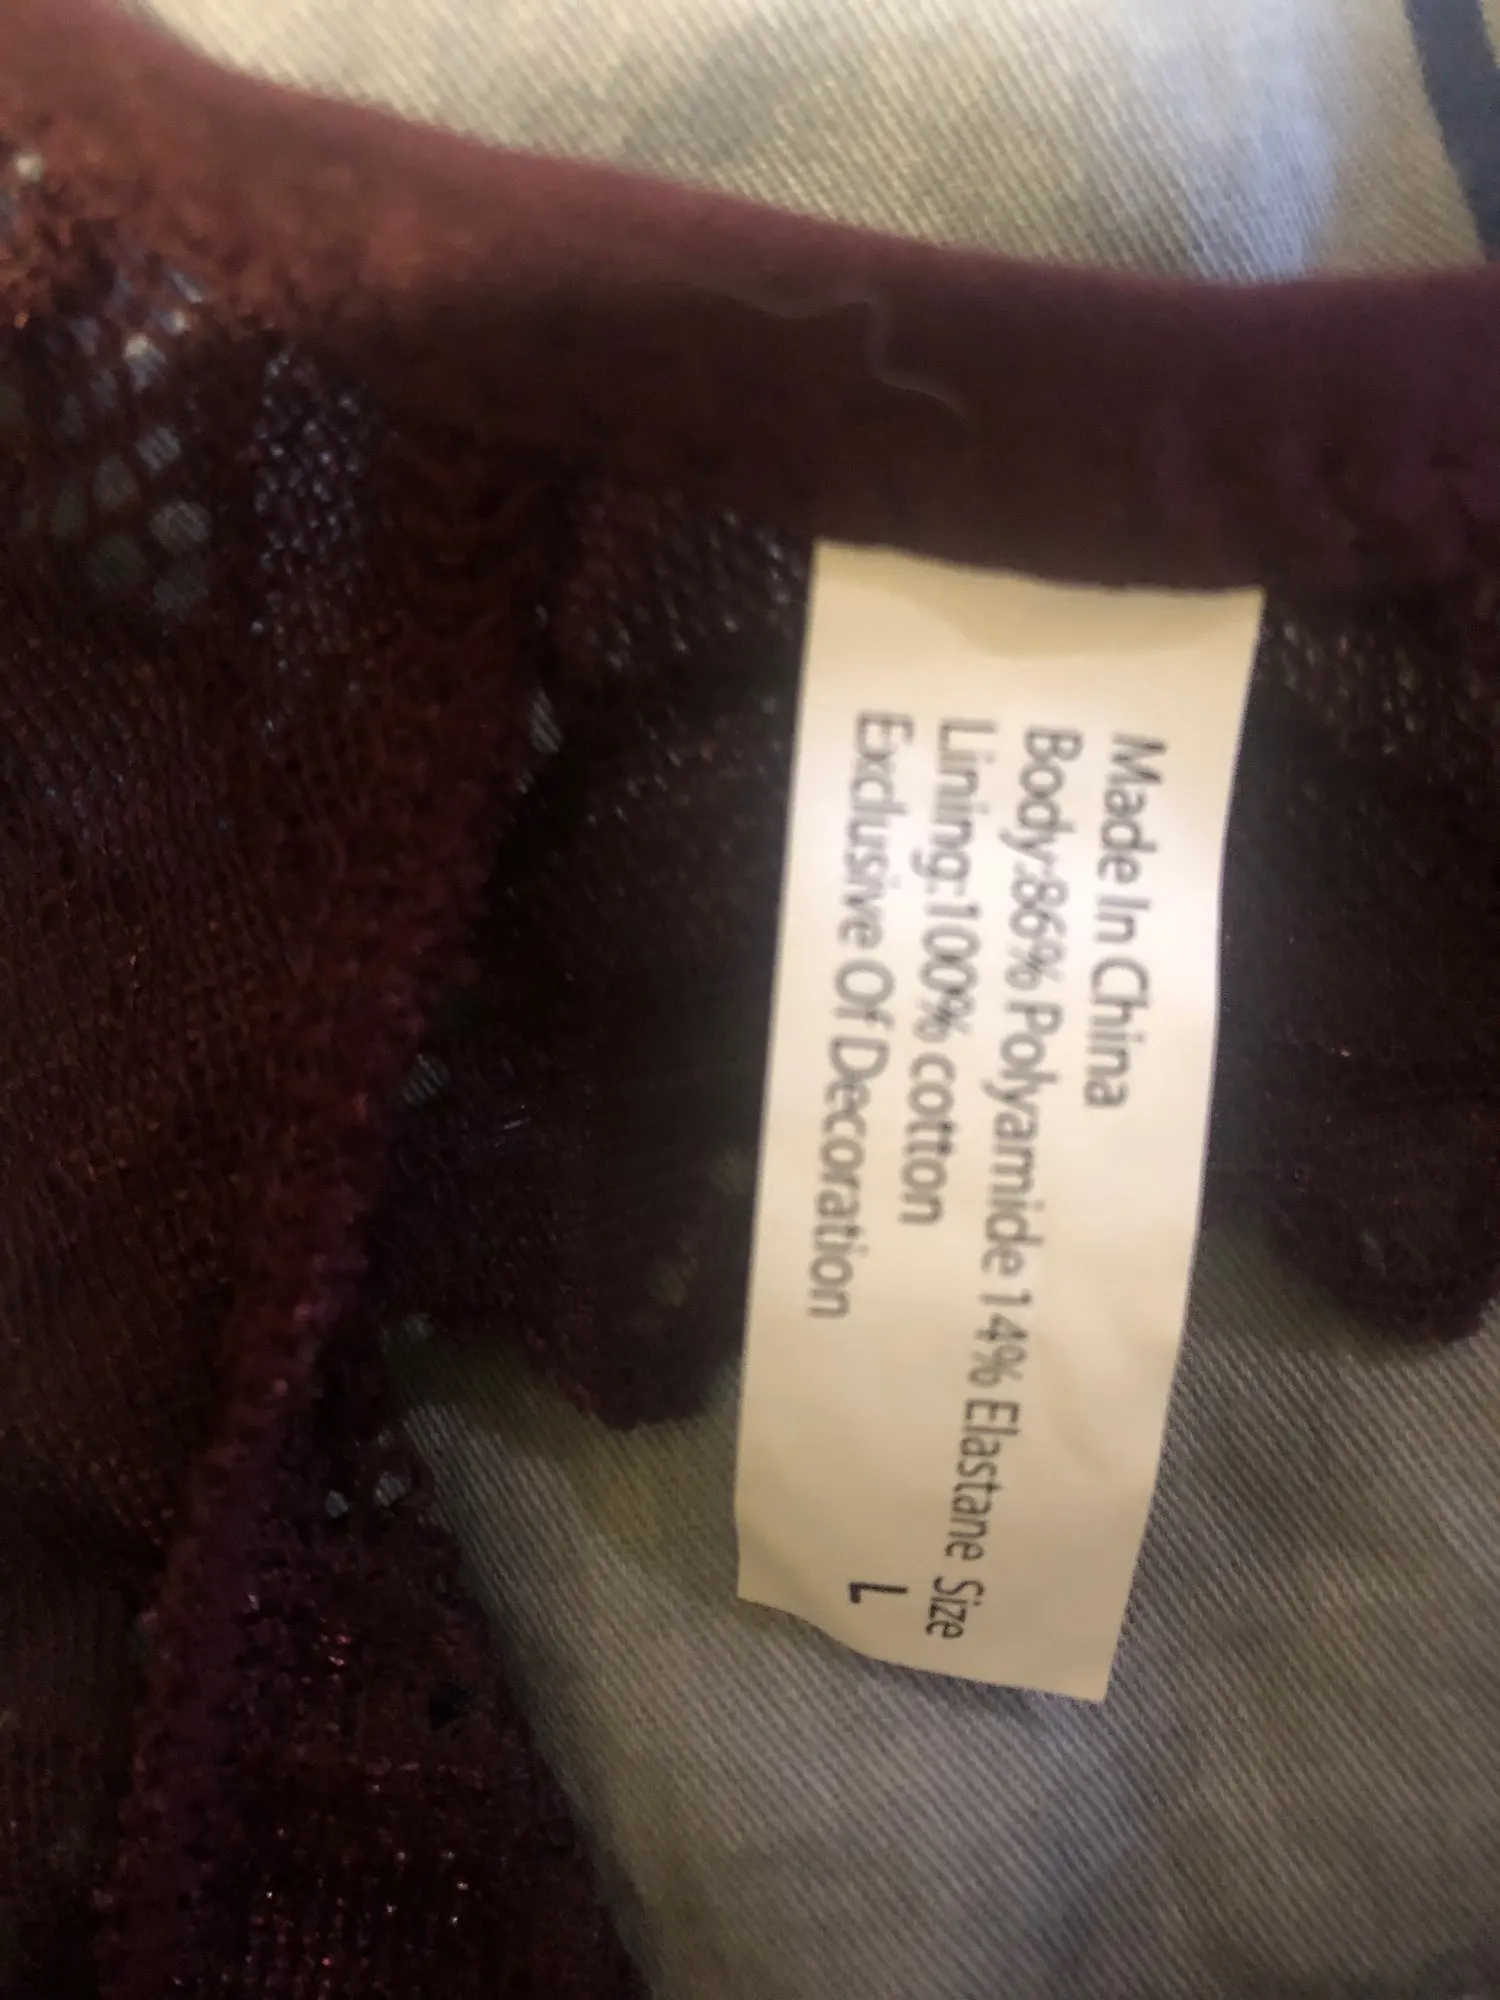 Made In China
Body:86% Polyamide 14% Elastane
Lining:100% cotton
Exclusive Of Decoration
Size
L